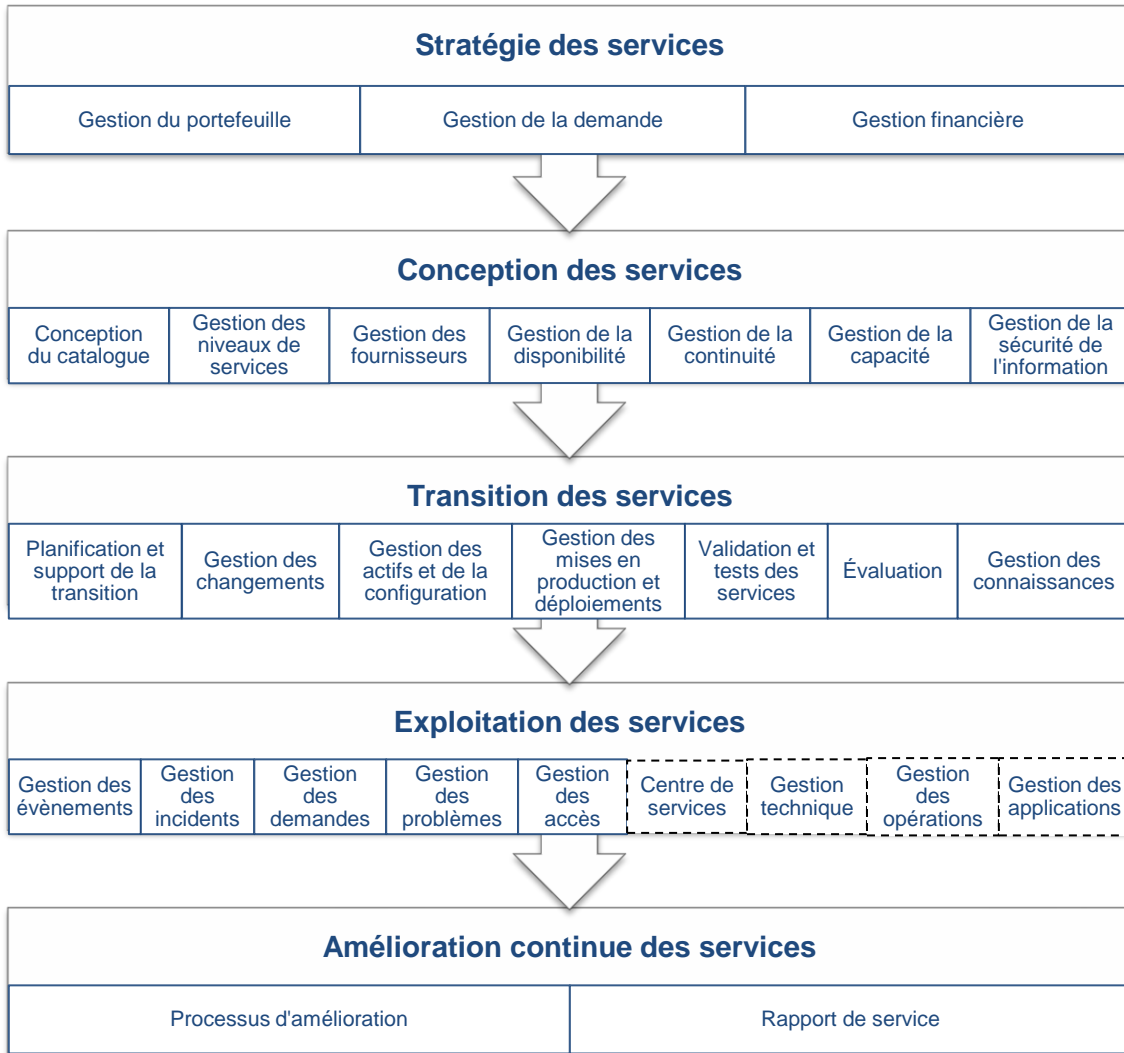 Stratégie des services
Gestion du portefeuille
Gestion de la demande
Gestion financière
Conception des services
Conception
du catalogue
Gestion des
niveaux de
services
Gestion des
fournisseurs
Gestion de la
disponibilité
Gestion de la
continuité
Gestion de la
capacité
Gestion de la
sécurité de
l'information
Transition des services
Planification et
support de la
transition
Gestion des
changements
Gestion des
actifs et de la
configuration
Gestion des
mises en
production et
déploiements
Validation et
tests des
services
Évaluation
Gestion des
connaissances
Exploitation des services
Gestion des
évènements
Gestion
des
incidents
Gestion
des
demandes
Gestion
des
problèmes
Gestion
des
accès
Centre de
services
Gestion
technique
Gestion
des
opérations
Gestion des
applications
Amélioration continue des services
Processus d'amélioration
Rapport de service